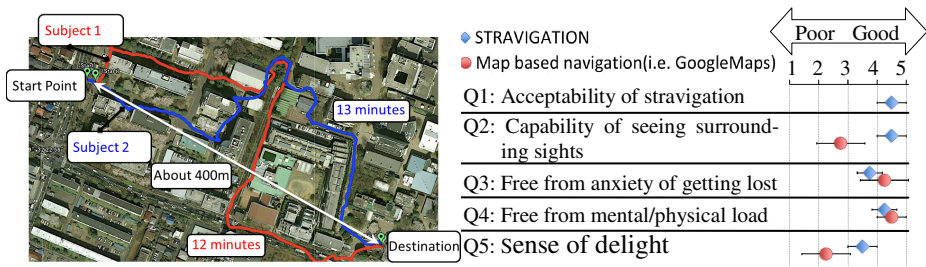 Subject 1
Start Point
Subject 2
About 400m
13 minutes
12 minutes
Destination
STRAVIGATION
Map based navigation(i.e. GoogleMaps)
Poor Good
1 2 3 4 5
Q1: Acceptability of stravigation
Q2: Capability of seeing surround-
ing sights
Q3: Free from anxiety of getting lost
Q4: Free from mental/physical load
Q5: Sense of delight